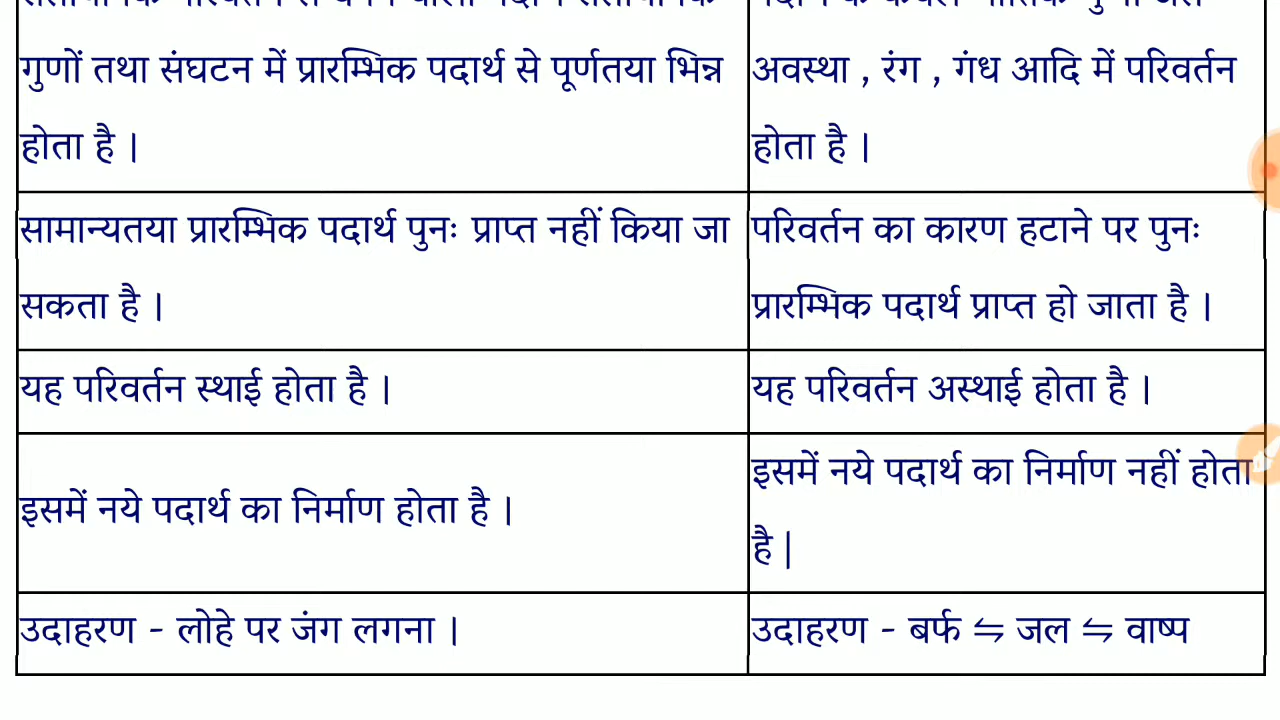 गुणों तथा संघटन में प्रारम्भिक पदार्थ से पूर्णतया भिन्न
होता है ।
अवस्था , रंग , गंध आदि में परिवर्तन
होता है ।
सामान्यतया प्रारम्भिक पदार्थ पुनः प्राप्त नहीं किया जा
सकता है ।
परिवर्तन का कारण हटाने पर पुनः
प्रारम्भिक पदार्थ प्राप्त हो जाता है ।
यह परिवर्तन स्थाई होता है ।
यह परिवर्तन अस्थाई होता है ।
इसमें नये पदार्थ का निर्माण होता है ।
इसमें नये पदार्थ का निर्माण नहीं होता
है |
उदाहरण - लोहे पर जंग लगना ।
उदाहरण - बर्फ ⇋ जल ⇋ वाष्प